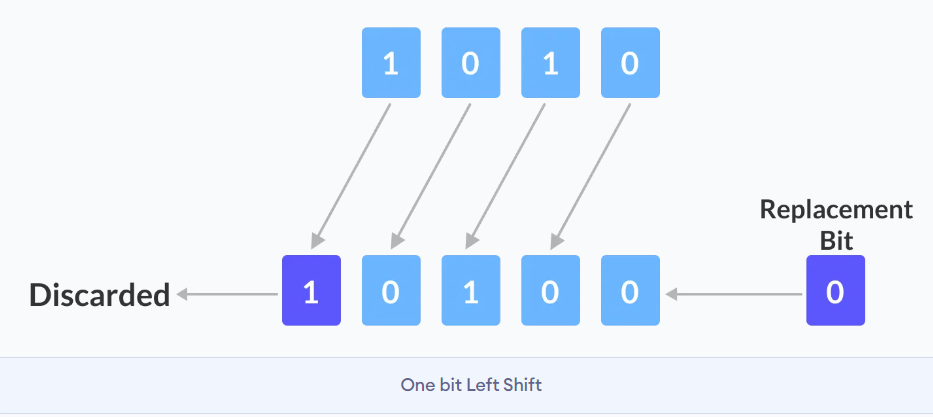 1 0 1 0
Replacement
Bit
Discarded 1 0 1 0 0 0
One bit Left Shift